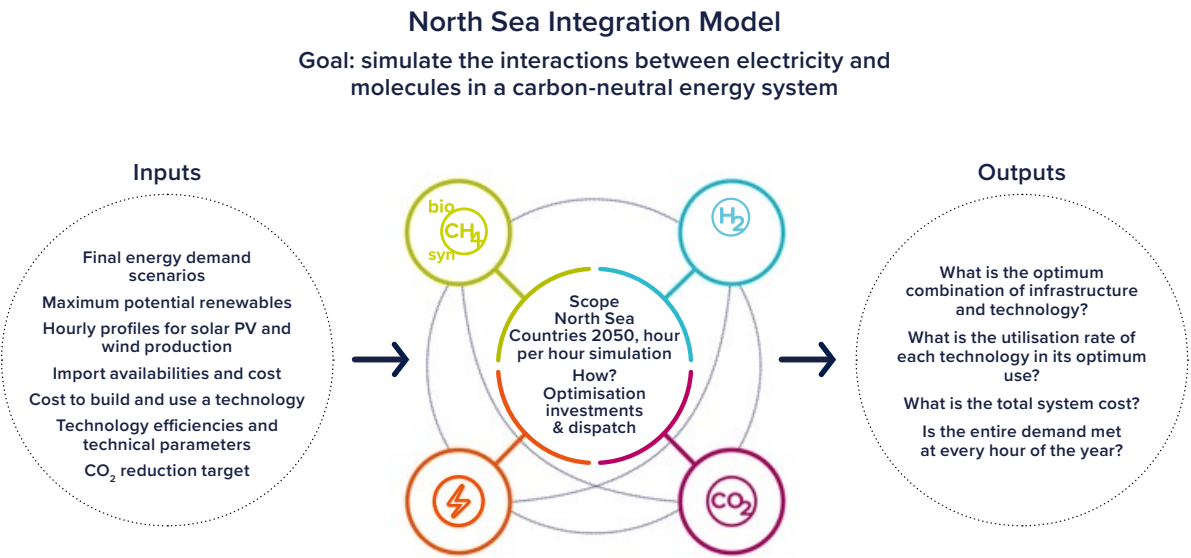 North Sea Integration Model
Goal: simulate the interactions between electricity and
molecules in a carbon-neutral energy system
Inputs
Final energy demand
scenarios
Maximum potential renewables
Hourly profiles for solar PV and
wind production
Import availabilities and cost
Cost to build and use a technology
Technology efficiencies and
technical parameters
CO₂ reduction target
bio
CH₄
syn
H₂
Scope
North Sea
Countries 2050, hour
per hour simulation
How?
Optimisation
investments
& dispatch
CO₂
Outputs
What is the optimum
combination of infrastructure
and technology?
What is the utilisation rate of
each technology in its optimum
use?
What is the total system cost?
Is the entire demand met
at every hour of the year?